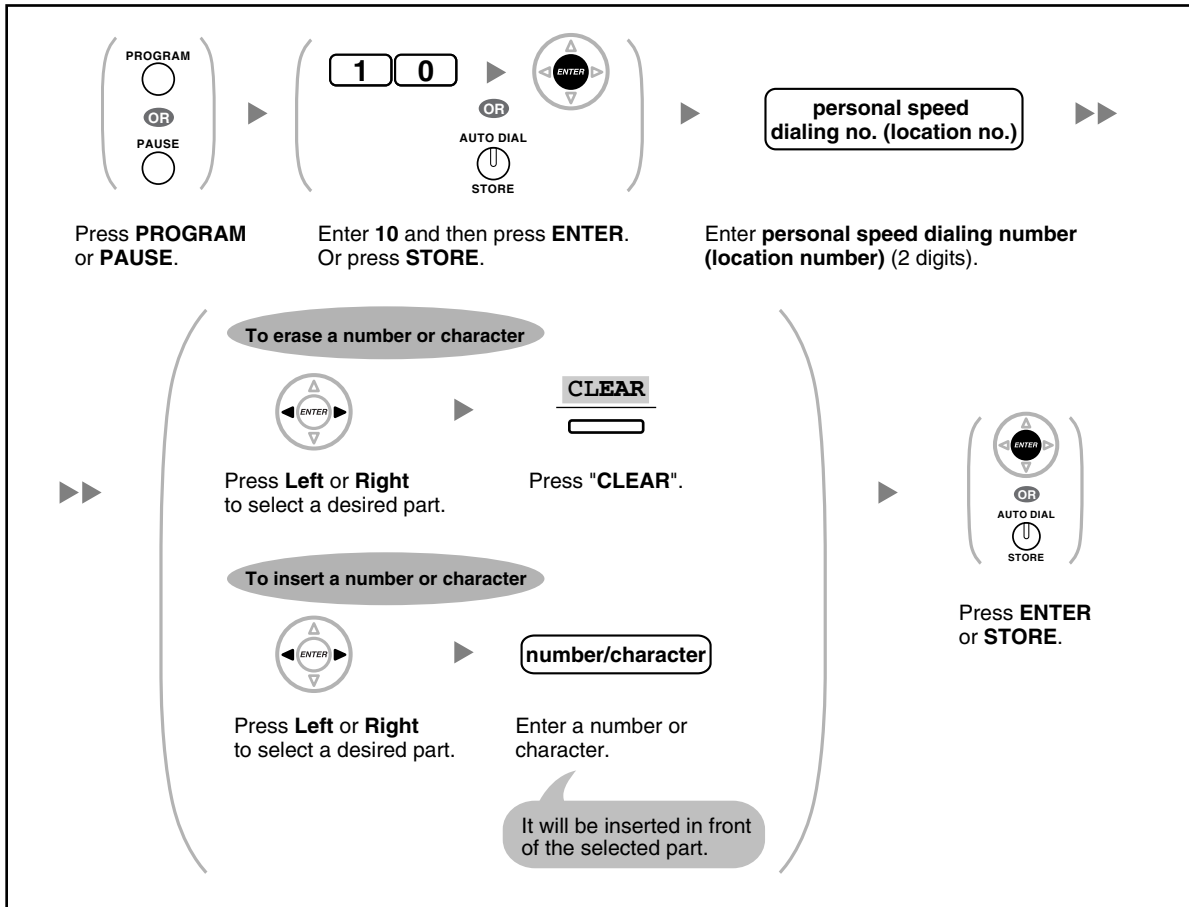 PROGRAM
OR
PAUSE
1 0
ENTER
OR
AUTO DIAL
STORE
personal speed
dialing no. (location no.)
Press PROGRAM
or PAUSE.
Enter 10 and then press ENTER.
Or press STORE.
Enter personal speed dialing number
(location number) (2 digits).
To erase a number or character
ENTER
CLEAR
Press Left or Right
to select a desired part.
Press "CLEAR".
To insert a number or character
ENTER
number/character
Press Left or Right
to select a desired part.
Enter a number or
character.
It will be inserted in front
of the selected part.
ENTER
OR
AUTO DIAL
STORE
Press ENTER
or STORE.